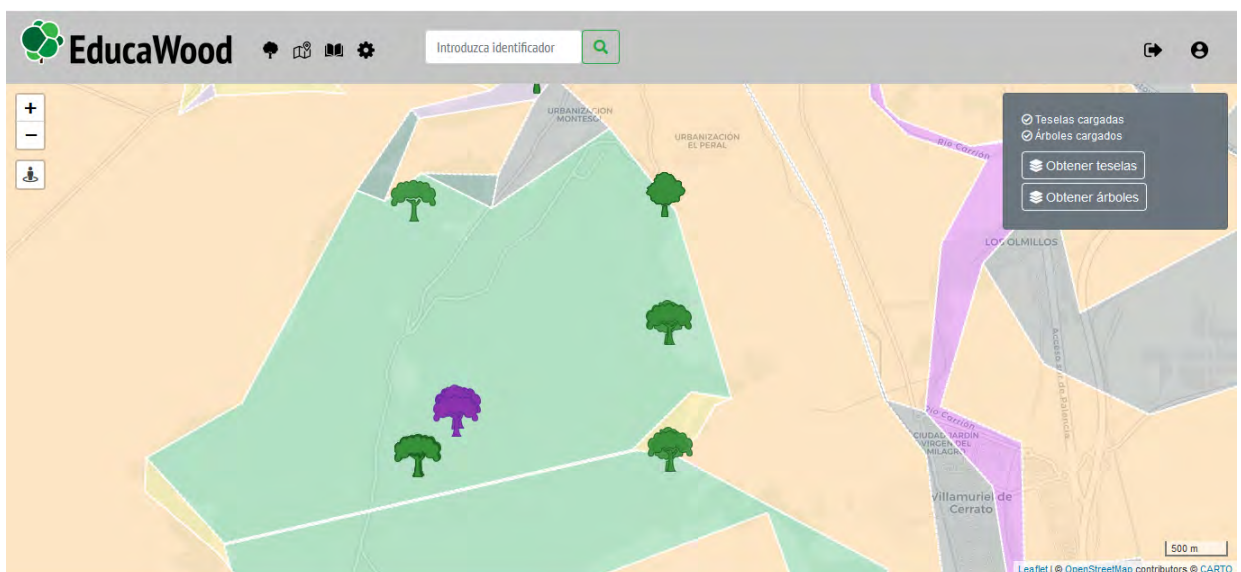 EducaWood
Introduzca identificador
+
−
Teselas cargadas
Árboles cargados
Obtener teselas
Obtener árboles
URBANIZACIÓN
MONTESOL
URBANIZACIÓN
EL PERAL
Río Carrión
LOS OLMILLOS
Acceso sur de Palencia
Río Carrión
CIUDAD JARDÍN
VIRGEN DEL
MILAGRO
Villamuriel de
Cerrato
500 m
Leaflet | © OpenStreetMap contributors © CARTO